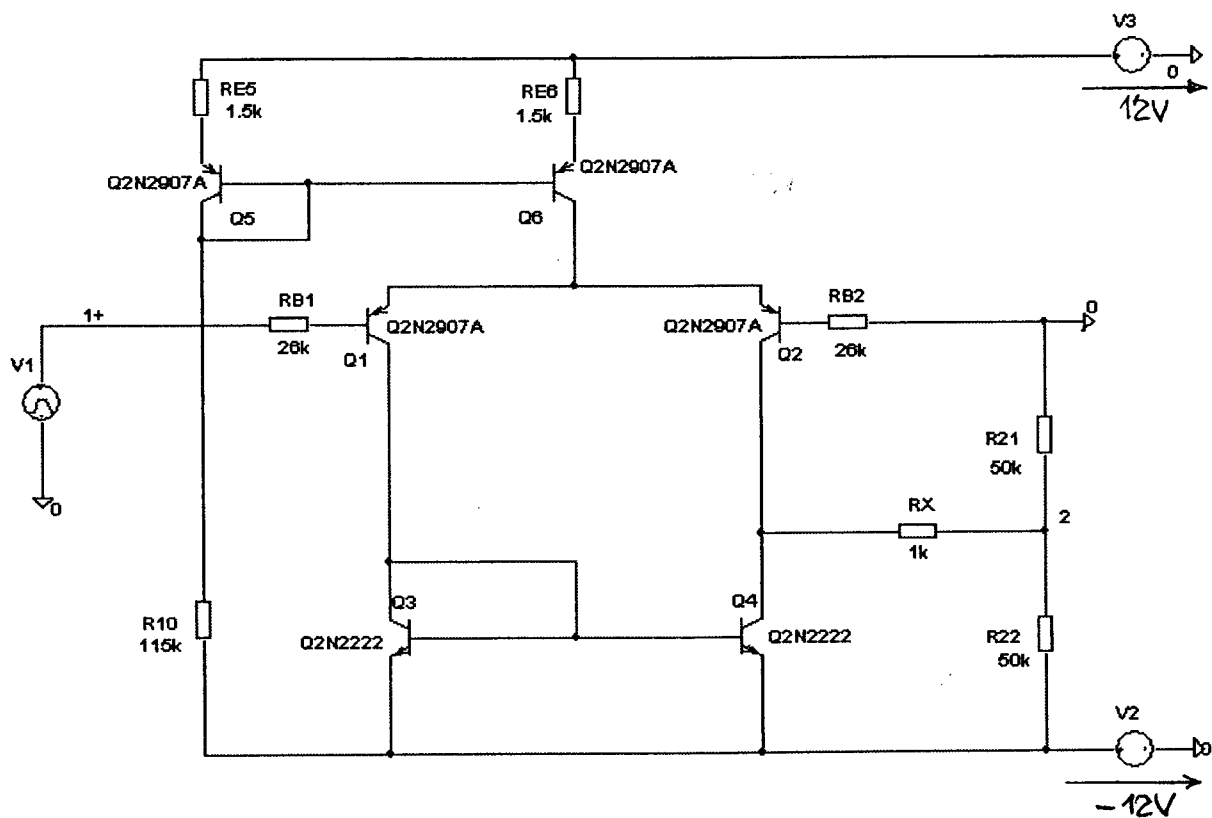 V3
0
12V
RE5
1.5k
RE6
1.5k
Q2N2907A
Q5
Q2N2907A
Q6
1+
RB1
26k
Q2N2907A
Q1
V1
0
Q2N2907A
Q2
RB2
26k
0
R21
50k
RX
1k
2
R10
115k
Q3
Q2N2222
Q4
Q2N2222
R22
50k
V2
0
-12V